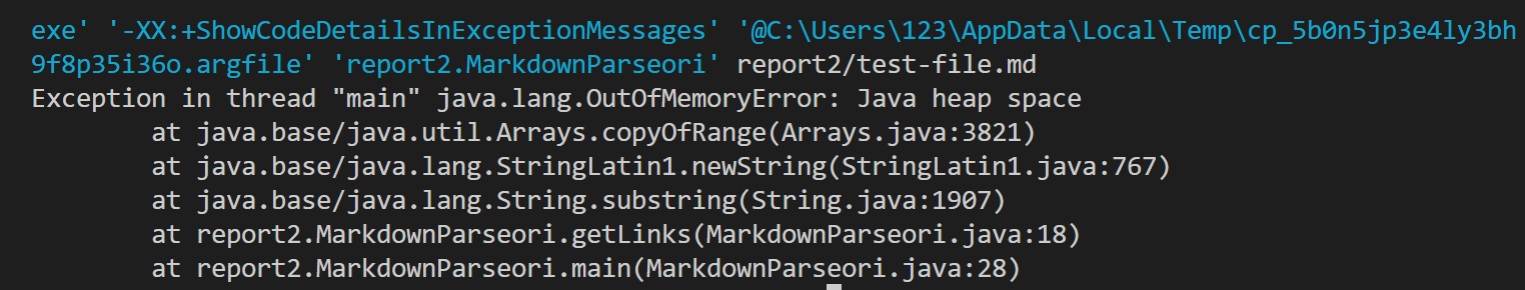 exe' '-XX:+ShowCodeDetailsInExceptionMessages' '@C:\Users\123\AppData\Local\Temp\cp_5b0n5jp3e4ly3bh
9f8p35i36o.argfile' 'report2.MarkdownParseori' report2/test-file.md
Exception in thread "main" java.lang.OutOfMemoryError: Java heap space
        at java.base/java.util.Arrays.copyOfRange(Arrays.java:3821)
        at java.base/java.lang.StringLatin1.newString(StringLatin1.java:767)
        at java.base/java.lang.String.substring(String.java:1907)
        at report2.MarkdownParseori.getLinks(MarkdownParseori.java:18)
        at report2.MarkdownParseori.main(MarkdownParseori.java:28)